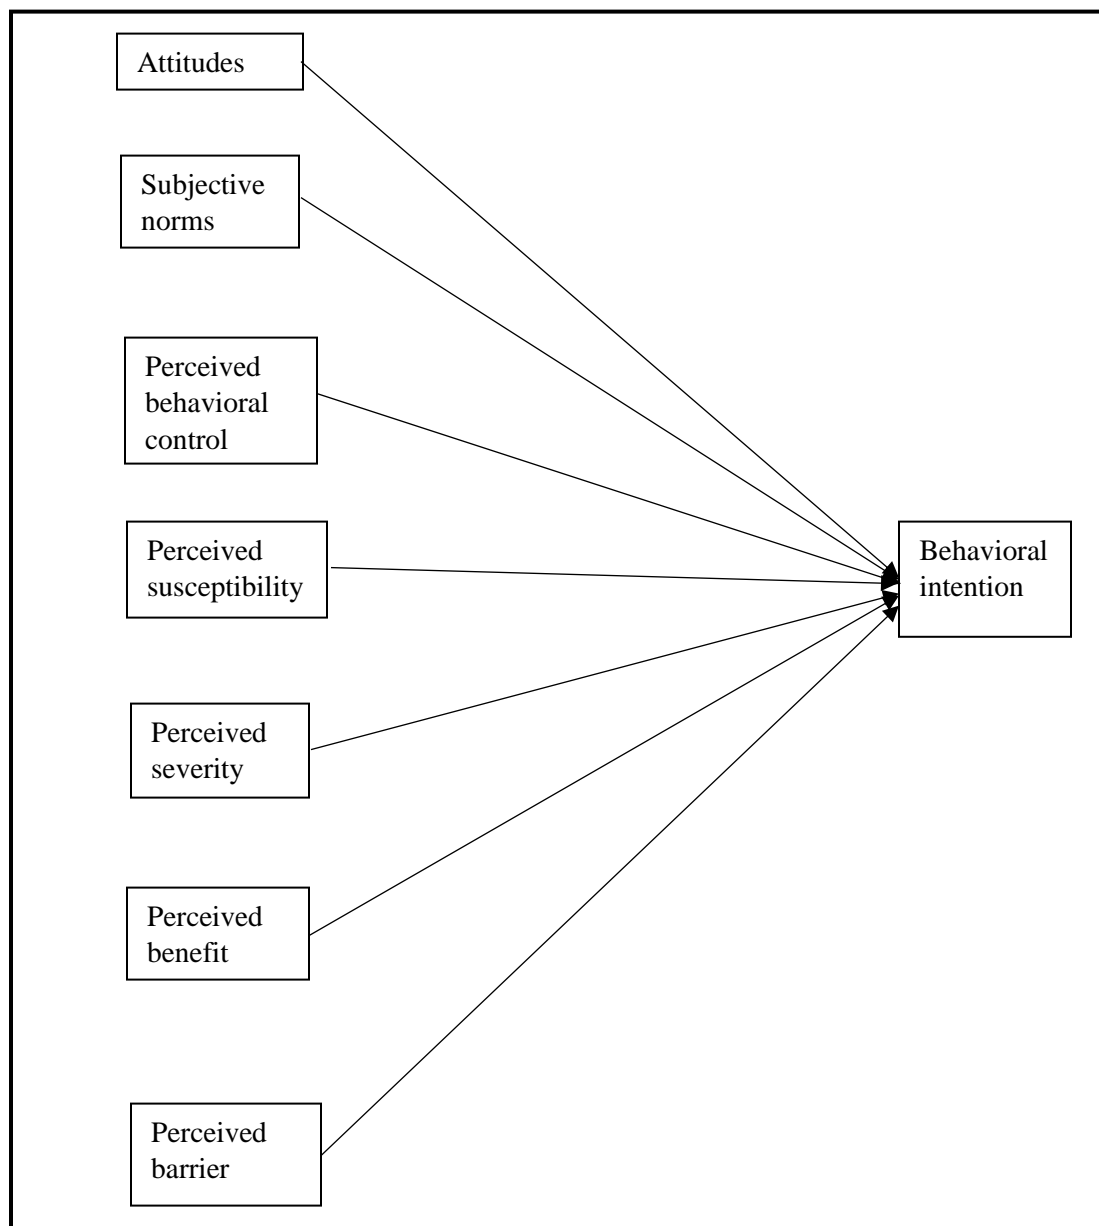 Attitudes
Subjective
norms
Perceived
behavioral
control
Perceived
susceptibility
Behavioral
intention
Perceived
severity
Perceived
benefit
Perceived
barrier